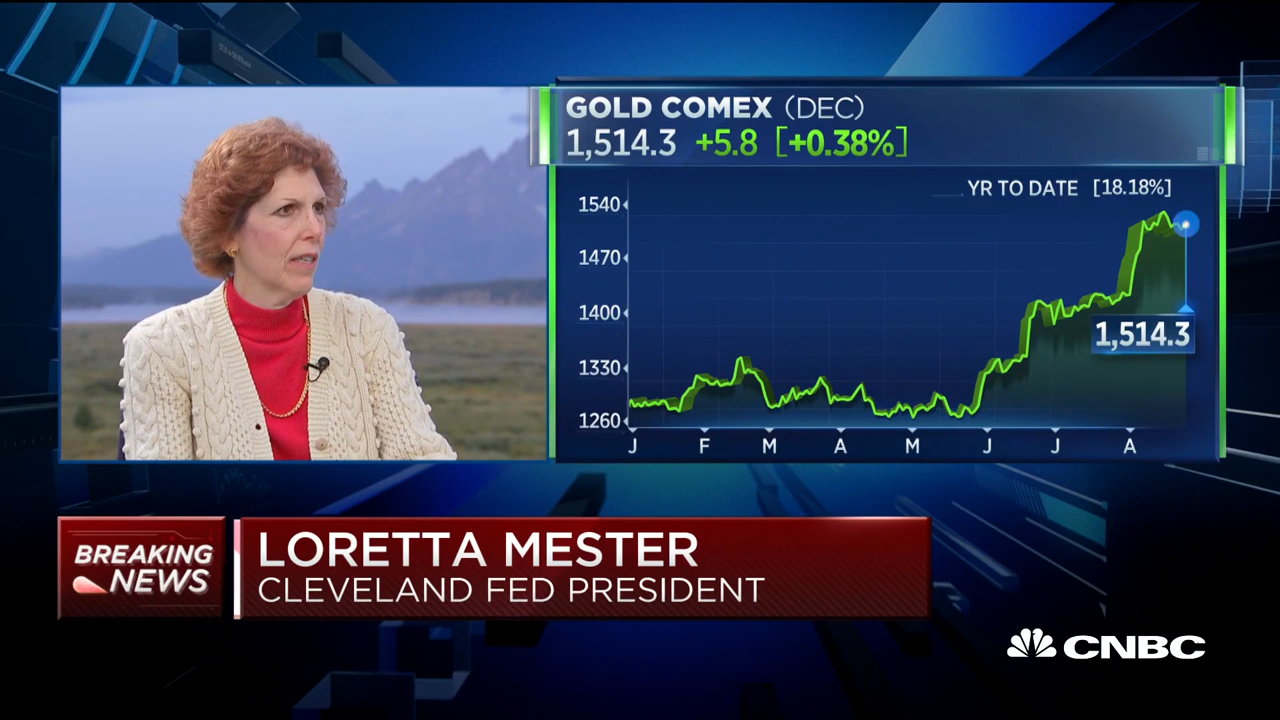 GOLD COMEX (DEC)
1,514.3 +5.8 [+0.38%]
YR TO DATE [18.18%]
1540
1470
1400
1330
1260
1,514.3
J F M A M J J A
BREAKING
NEWS
LORETTA MESTER
CLEVELAND FED PRESIDENT
CNBC